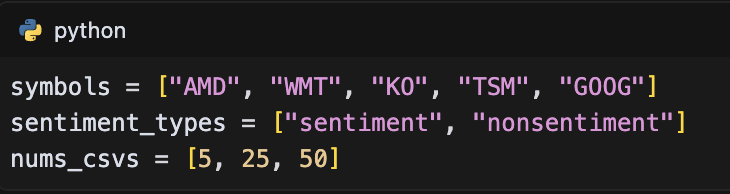 python
symbols = ["AMD", "WMT", "KO", "TSM", "GOOG"]
sentiment_types = ["sentiment", "nonsentiment"]
nums_csvs = [5, 25, 50]